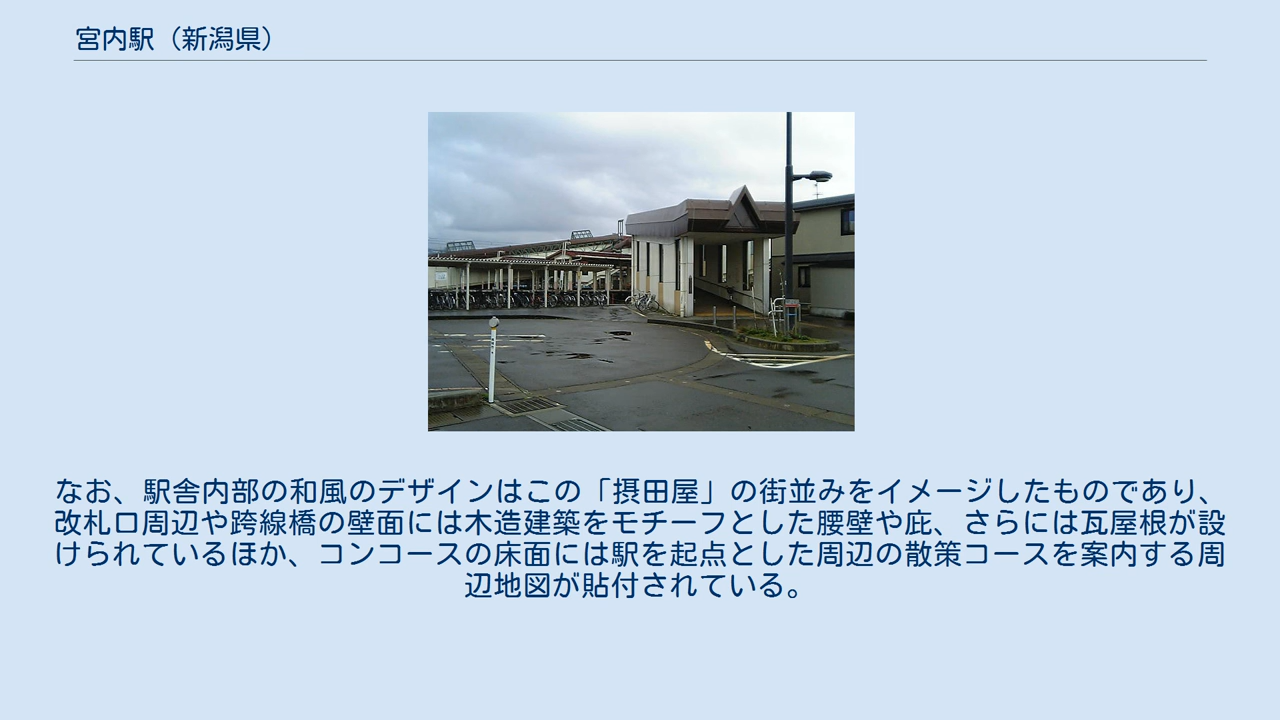 宮内駅（新潟県）
なお、駅舎内部の和風のデザインはこの「摂田屋」の街並みをイメージしたものであり、
改札口周辺や跨線橋の壁面には木造建築をモチーフとした腰壁や庇、さらには瓦屋根が設
けられているほか、コンコースの床面には駅を起点とした周辺の散策コースを案内する周
辺地図が貼付されている。